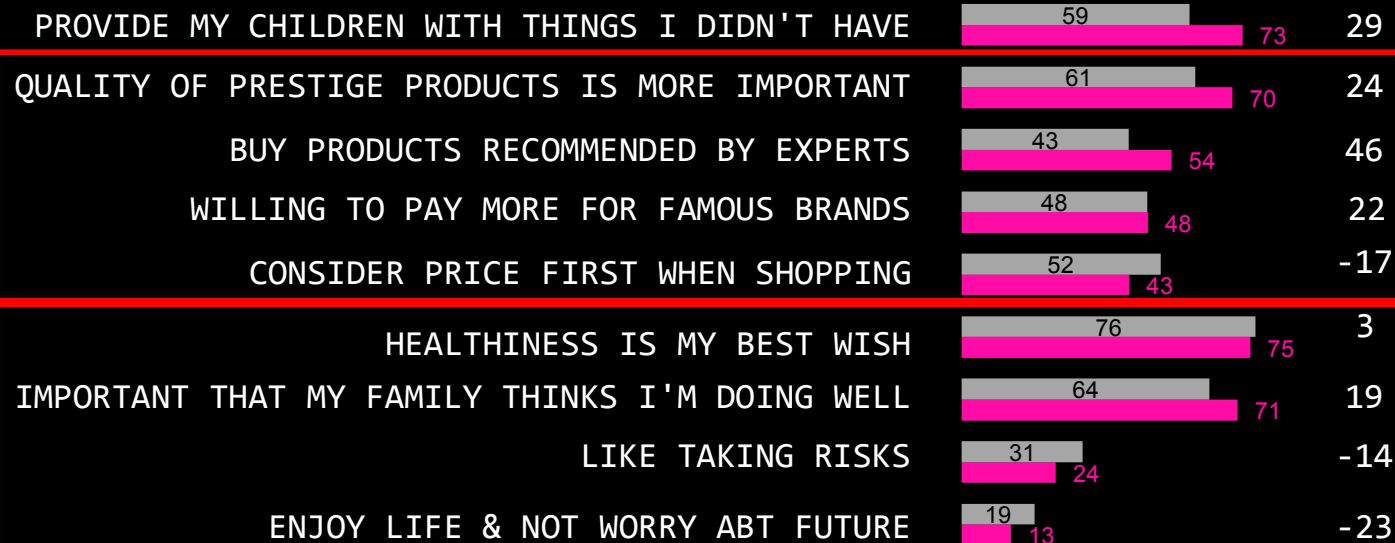 PROVIDE MY CHILDREN WITH THINGS I DIDN'T HAVE 59 73 29
QUALITY OF PRESTIGE PRODUCTS IS MORE IMPORTANT 61 70 24
BUY PRODUCTS RECOMMENDED BY EXPERTS 43 54 46
WILLING TO PAY MORE FOR FAMOUS BRANDS 48 48 22
CONSIDER PRICE FIRST WHEN SHOPPING 52 43 -17
HEALTHINESS IS MY BEST WISH 76 75 3
IMPORTANT THAT MY FAMILY THINKS I'M DOING WELL 64 71 19
LIKE TAKING RISKS 31 24 -14
ENJOY LIFE & NOT WORRY ABT FUTURE 19 13 -23